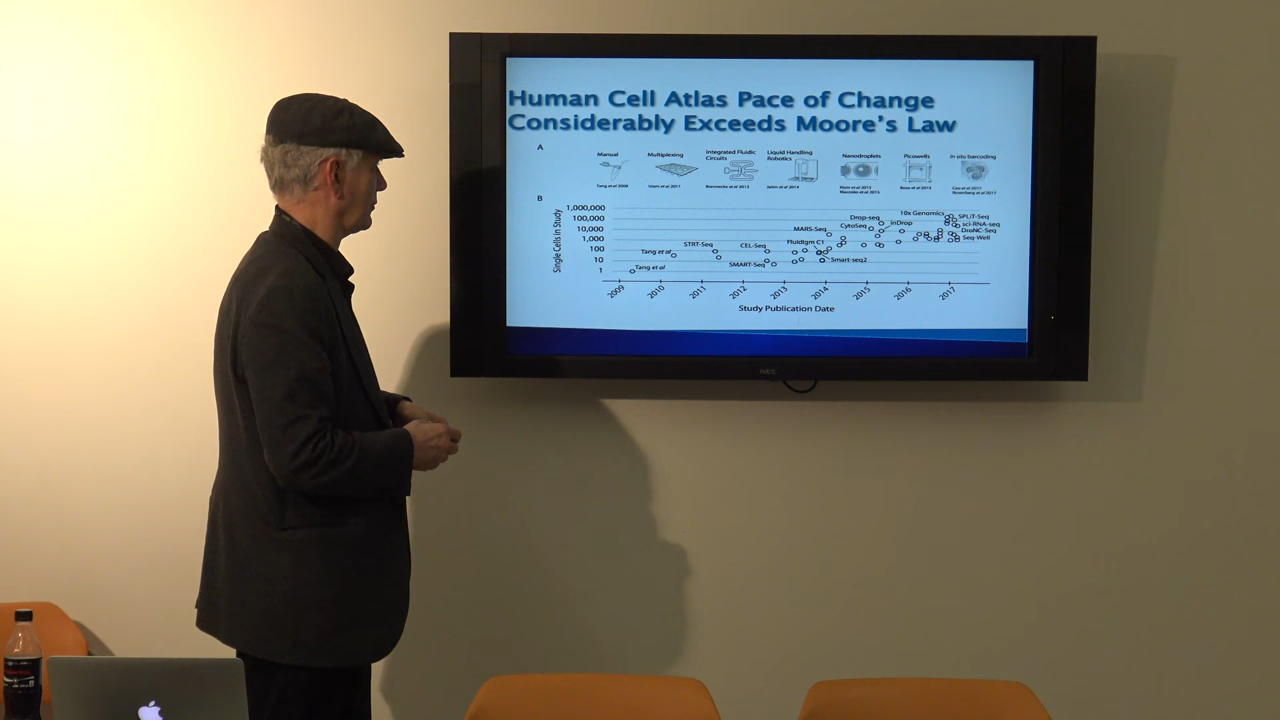 Human Cell Atlas Pace of Change
Considerably Exceeds Moore's Law
A
Manual
Multiplexing
Integrated Fluidic
Circuits
Liquid Handling
Robotics
Nanodroplets
Picowells
In situ barcoding
Tang et al 2009
Islam et al 2011
Brennecke et al 2013
Jaitin et al 2014
Klein et al 2015
Macosko et al 2015
Bose et al 2015
Cao et al 2017
Rosenberg et al 2017
B
Single Cells in Study
1,000,000
100,000
10,000
1,000
100
10
1
Tang et al
Tang et al
STRT-Seq
CEL-Seq
SMART-Seq
Fluidigm C1
Smart-seq2
MARS-Seq
CytoSeq
Drop-seq
inDrop
10x Genomics
SPLiT-Seq
sci-RNA-seq
DroNC-Seq
Seq-Well
2009
2010
2011
2012
2013
2014
2015
2016
2017
Study Publication Date
NEC